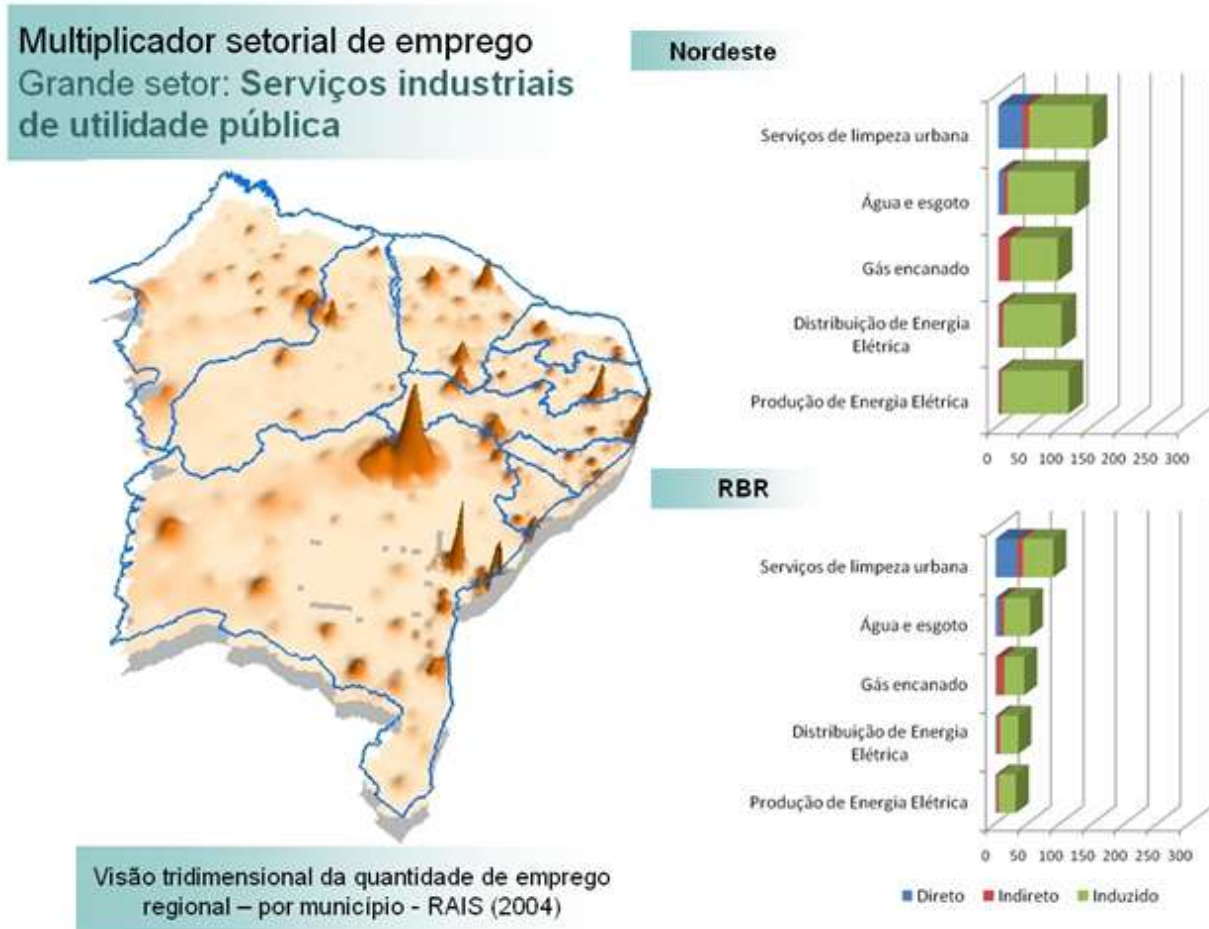 Multiplicador setorial de emprego
Grande setor: Serviços industriais
de utilidade pública
Nordeste
Serviços de limpeza urbana
Água e esgoto
Gás encanado
Distribuição de Energia
Elétrica
Produção de Energia Elétrica
0 50 100 150 200 250 300
RBR
Serviços de limpeza urbana
Água e esgoto
Gás encanado
Distribuição de Energia
Elétrica
Produção de Energia Elétrica
0 50 100 150 200 250 300
Direto Indireto Induzido
Visão tridimensional da quantidade de emprego
regional – por município - RAIS (2004)